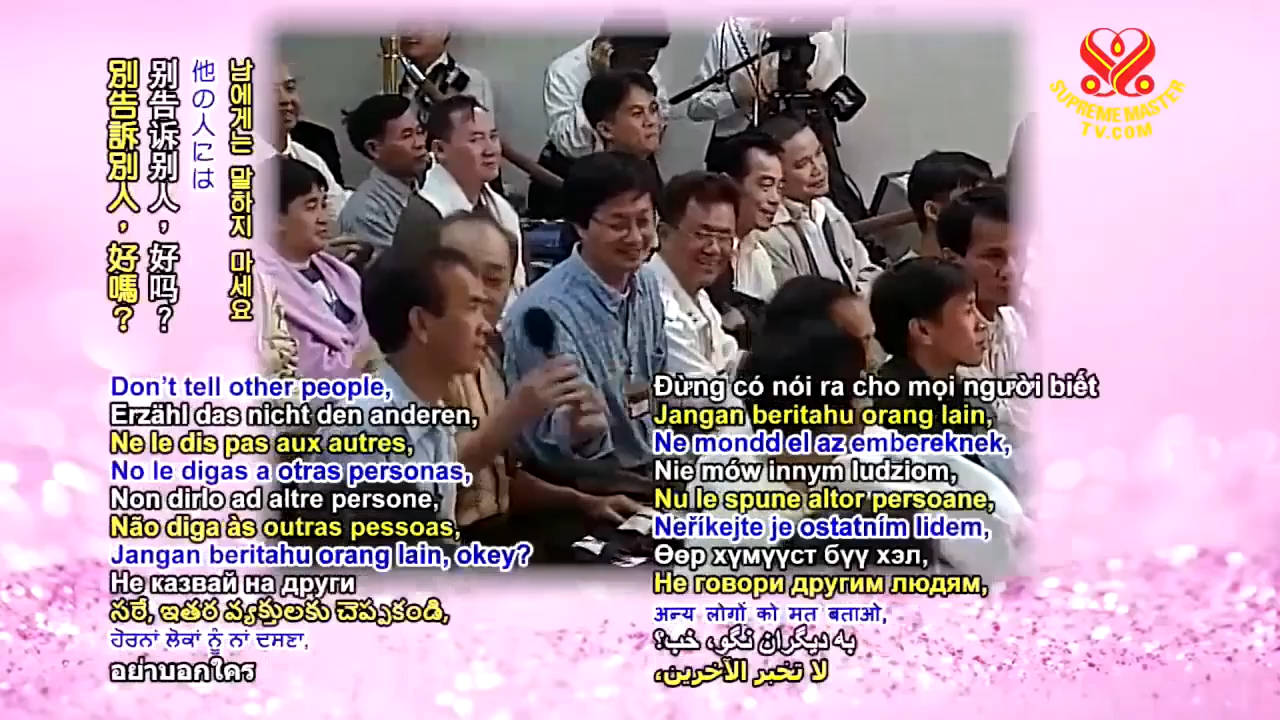 別告訴別人，好嗎？
别告诉别人，好吗？
他の人には
남에게는 말하지 마세요
SUPREME MASTER
TV.COM
Don't tell other people,
Erzähl das nicht den anderen,
Ne le dis pas aux autres,
No le digas a otras personas,
Non dirlo ad altre persone,
Não diga às outras pessoas,
Jangan beritahu orang lain, okey?
Не казвай на други
సరే, ఇతర వ్యక్తులకు చెప్పకండి,
ਹੋਰਨਾਂ ਲੋਕਾਂ ਨੂੰ ਨਾਂ ਦਸਣਾ,
อย่าบอกใคร
Đừng có nói ra cho mọi người biết
Jangan beritahu orang lain,
Ne mondd el az embereknek,
Nie mów innym ludziom,
Nu le spune altor persoane,
Neříkejte je ostatním lidem,
Өөр хүмүүст бүү хэл,
Не говори другим людям,
अन्य लोगों को मत बताओ,
به دیگران نگو، خب؟
لا تخبر الآخرين،